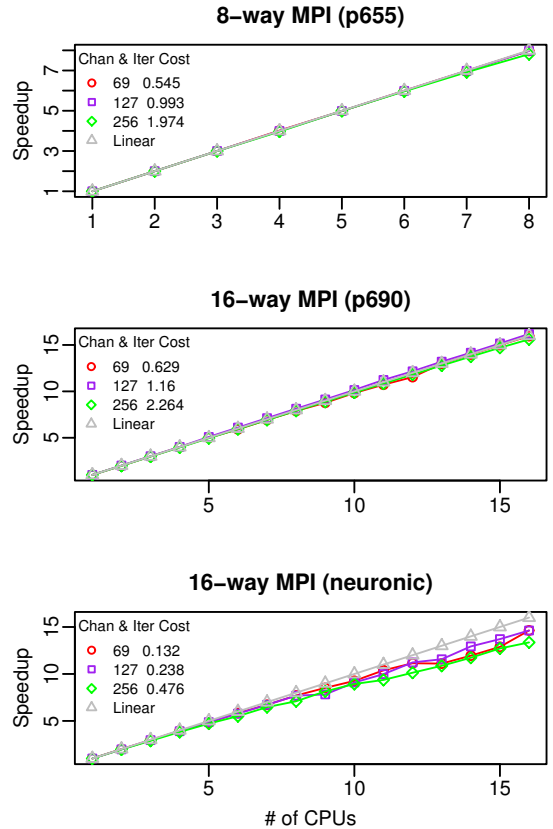 8−way MPI (p655)
Chan & Iter Cost
69 0.545
127 0.993
256 1.974
Linear
Speedup
1 3 5 7
1 2 3 4 5 6 7 8
16−way MPI (p690)
Chan & Iter Cost
69 0.629
127 1.16
256 2.264
Linear
Speedup
5 10 15
5 10 15
16−way MPI (neuronic)
Chan & Iter Cost
69 0.132
127 0.238
256 0.476
Linear
Speedup
5 10 15
5 10 15
# of CPUs